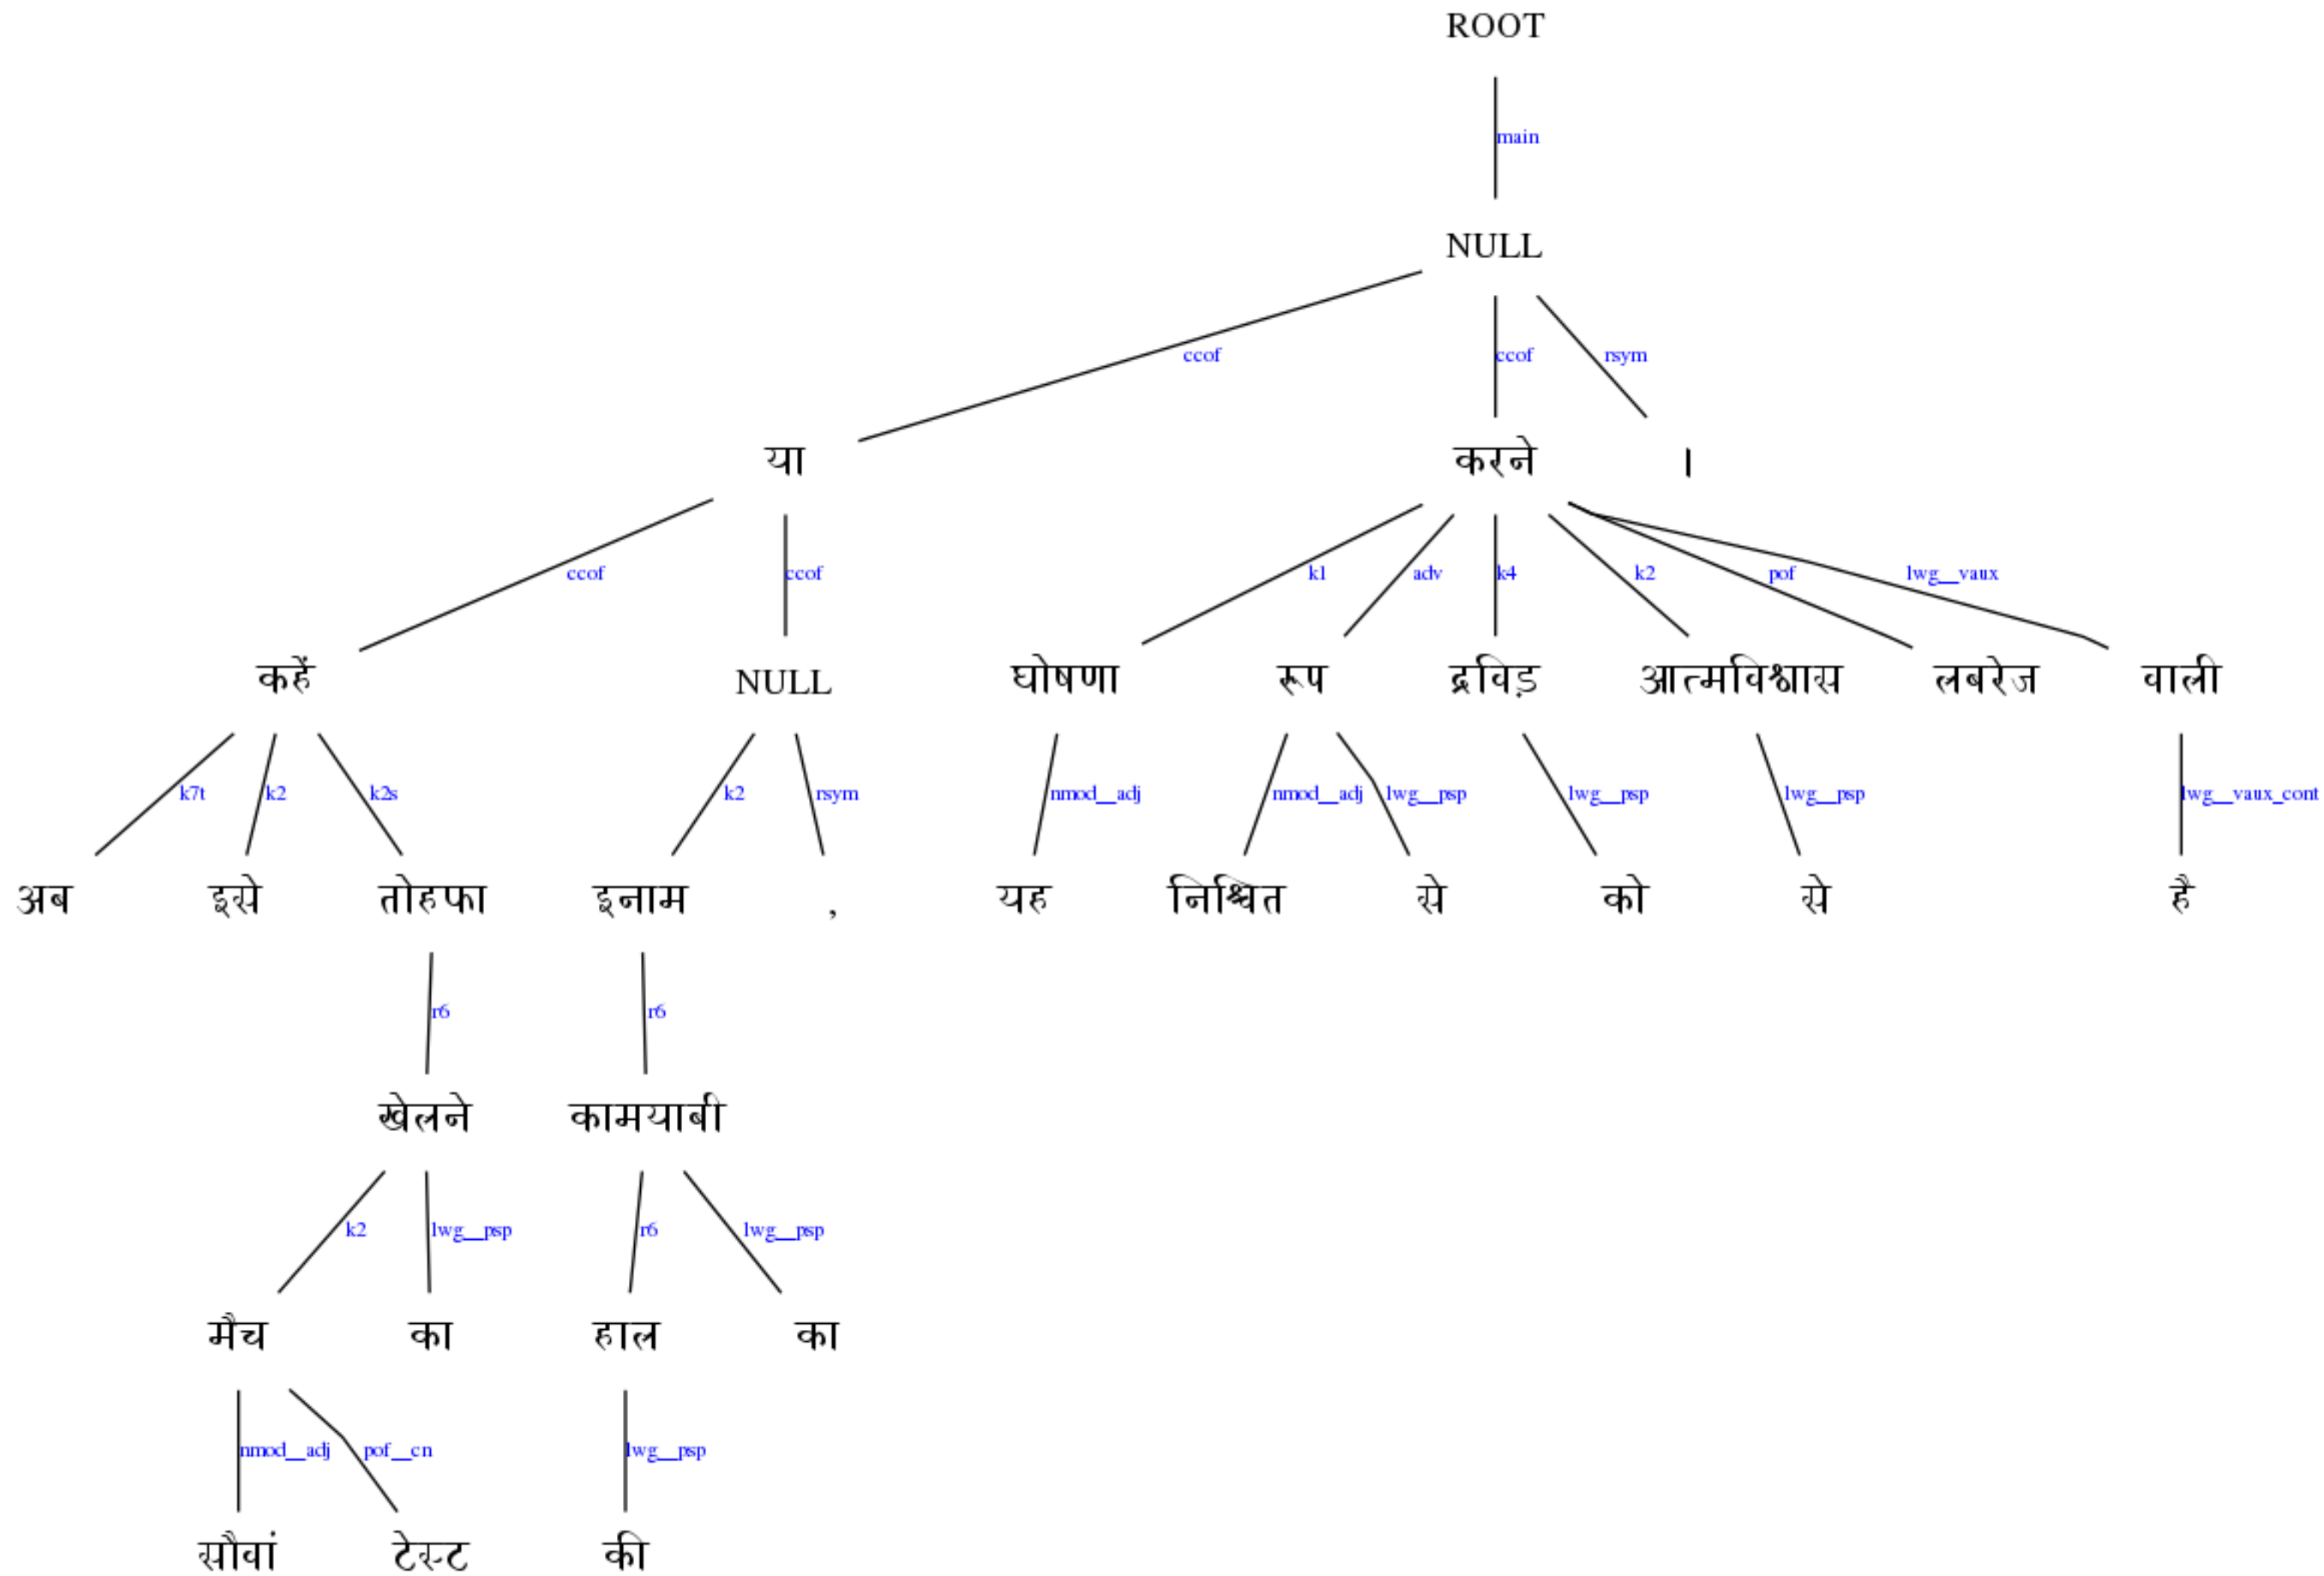 ROOT
main
NULL
ccof ccof rsym
या करने ।
ccof ccof k1 adv k4 k2 pof lwg__vaux
कहें NULL घोषणा रूप द्रविड़ आत्मविश्वास लबरेज वाली
k7t k2 k2s k2 rsym nmod__adj nmod__adj lwg__psp lwg__psp lwg__psp lwg__vaux_cont
अब इसे तोहफा इनाम , यह निश्चित से को से है
r6 r6
खेलने कामयाबी
k2 lwg__psp r6 lwg__psp
मैच का हाल का
nmod__adj pof__cn lwg__psp
सौवां टेस्ट की